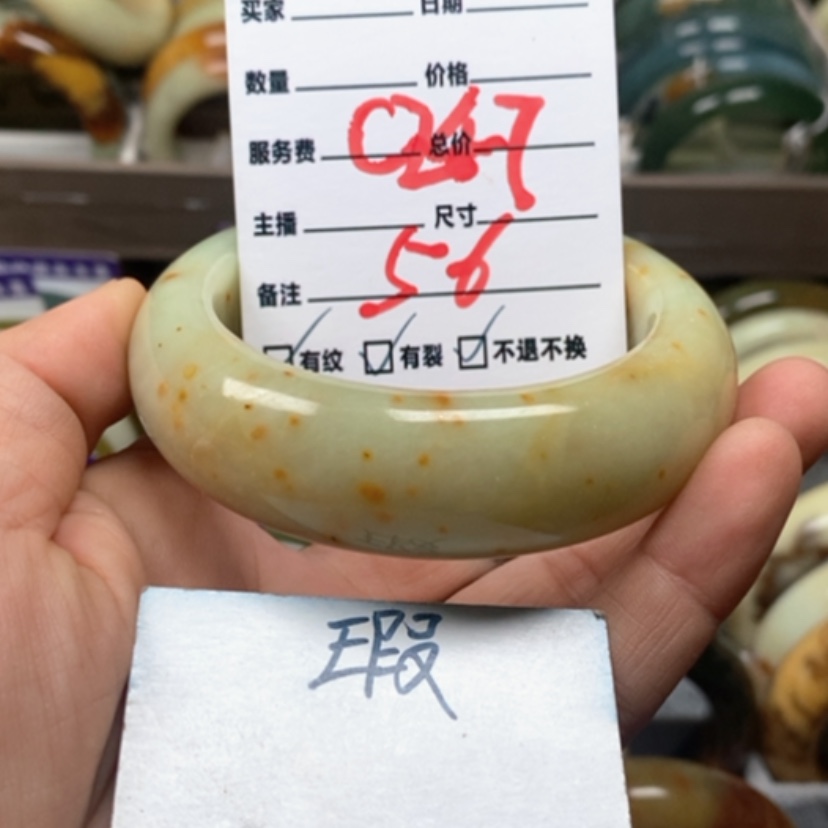 买家 日期
数量 价格
服务费 总价
主播 尺寸
56
备注
有纹 有裂 不退不换
瑕